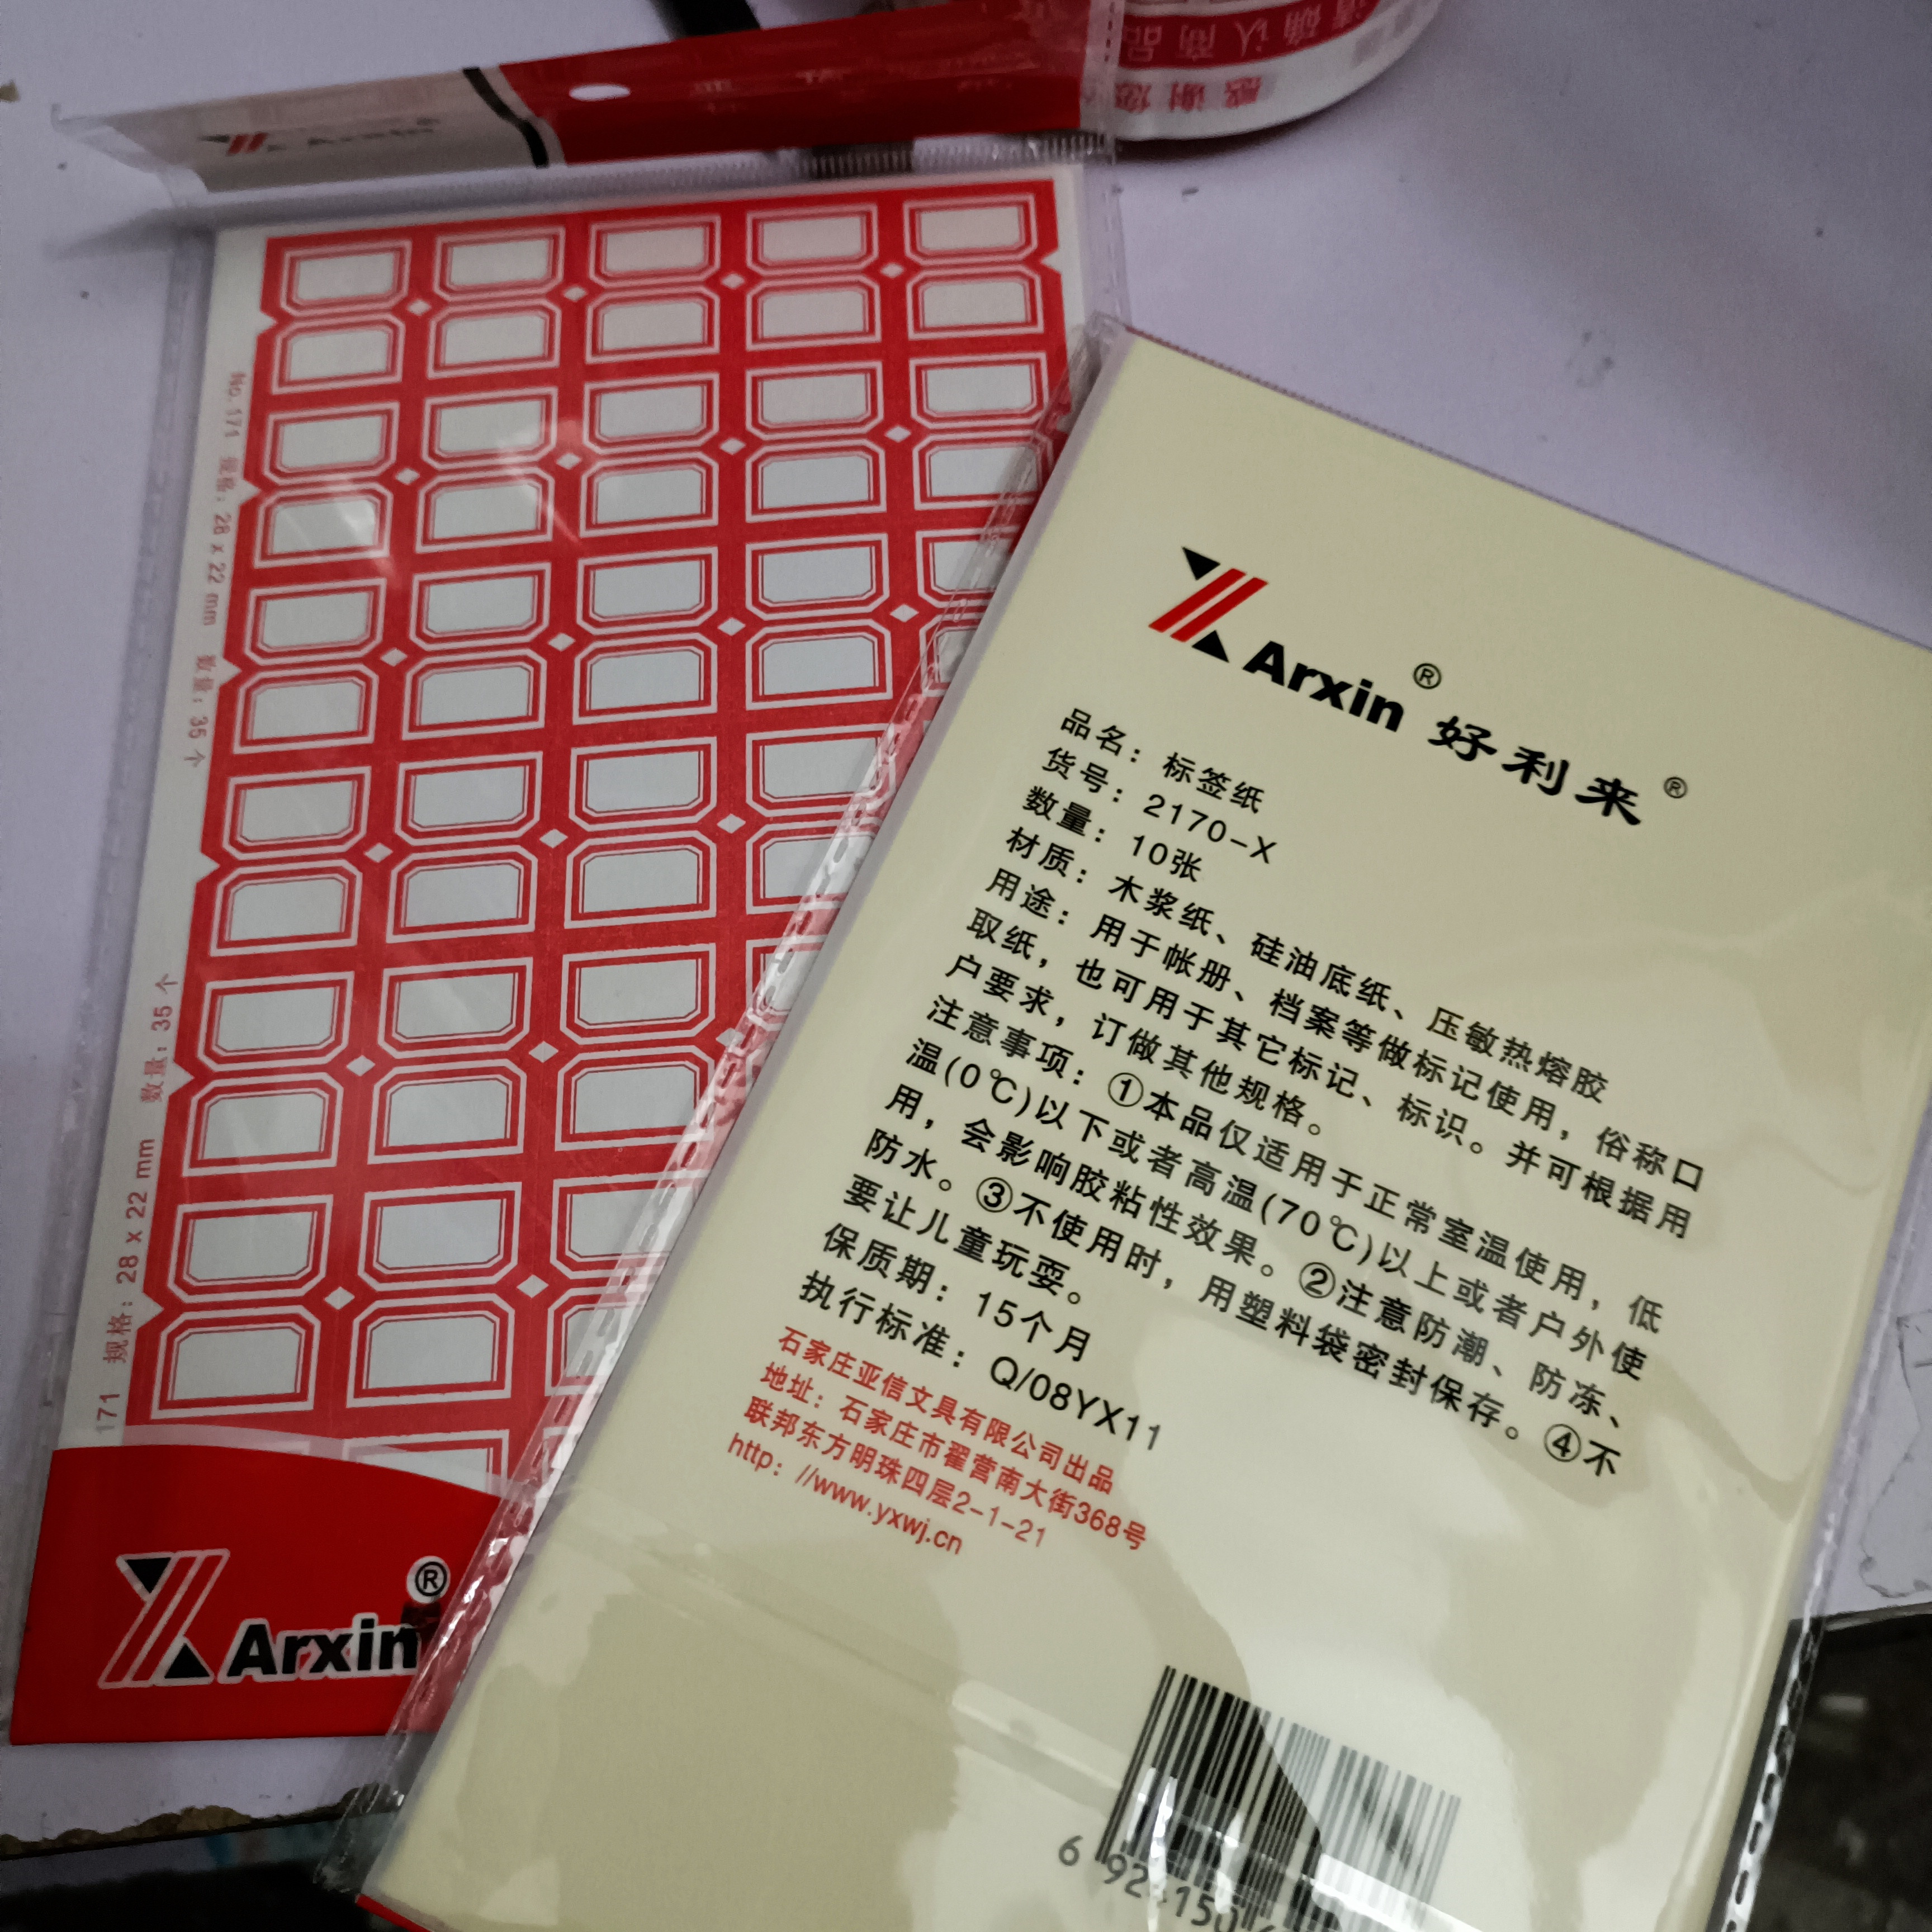 请确认商品
感谢您
Arxin
No.171 规格：28 x 22 mm 数量：35 个
171 规格：28 x 22 mm 数量：35 个
Arxin®
Arxin® 好利来®
品名：标签纸
货号：2170-X
数量：10张
材质：木浆纸、硅油底纸、压敏热熔胶
用途：用于帐册、档案等做标记使用，俗称口
取纸，也可用于其它标记、标识。并可根据用
户要求，订做其他规格。
注意事项：①本品仅适用于正常室温使用，低
温(0℃)以下或者高温(70℃)以上或者户外使
用，会影响胶粘性效果。②注意防潮、防冻、
防水。③不使用时，用塑料袋密封保存。④不
要让儿童玩耍。
保质期：15个月
执行标准：Q/08YX11
石家庄亚信文具有限公司出品
地址：石家庄市翟营南大街368号
联邦东方明珠四层2-1-21
http：//www.yxwj.cn